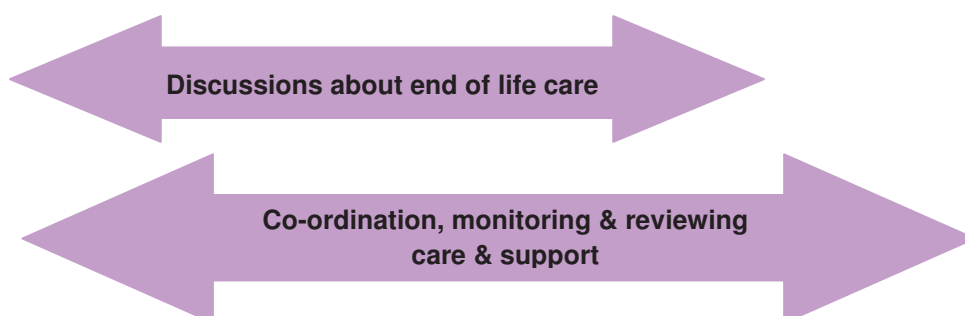 Discussions about end of life care
Co-ordination, monitoring & reviewing
care & support